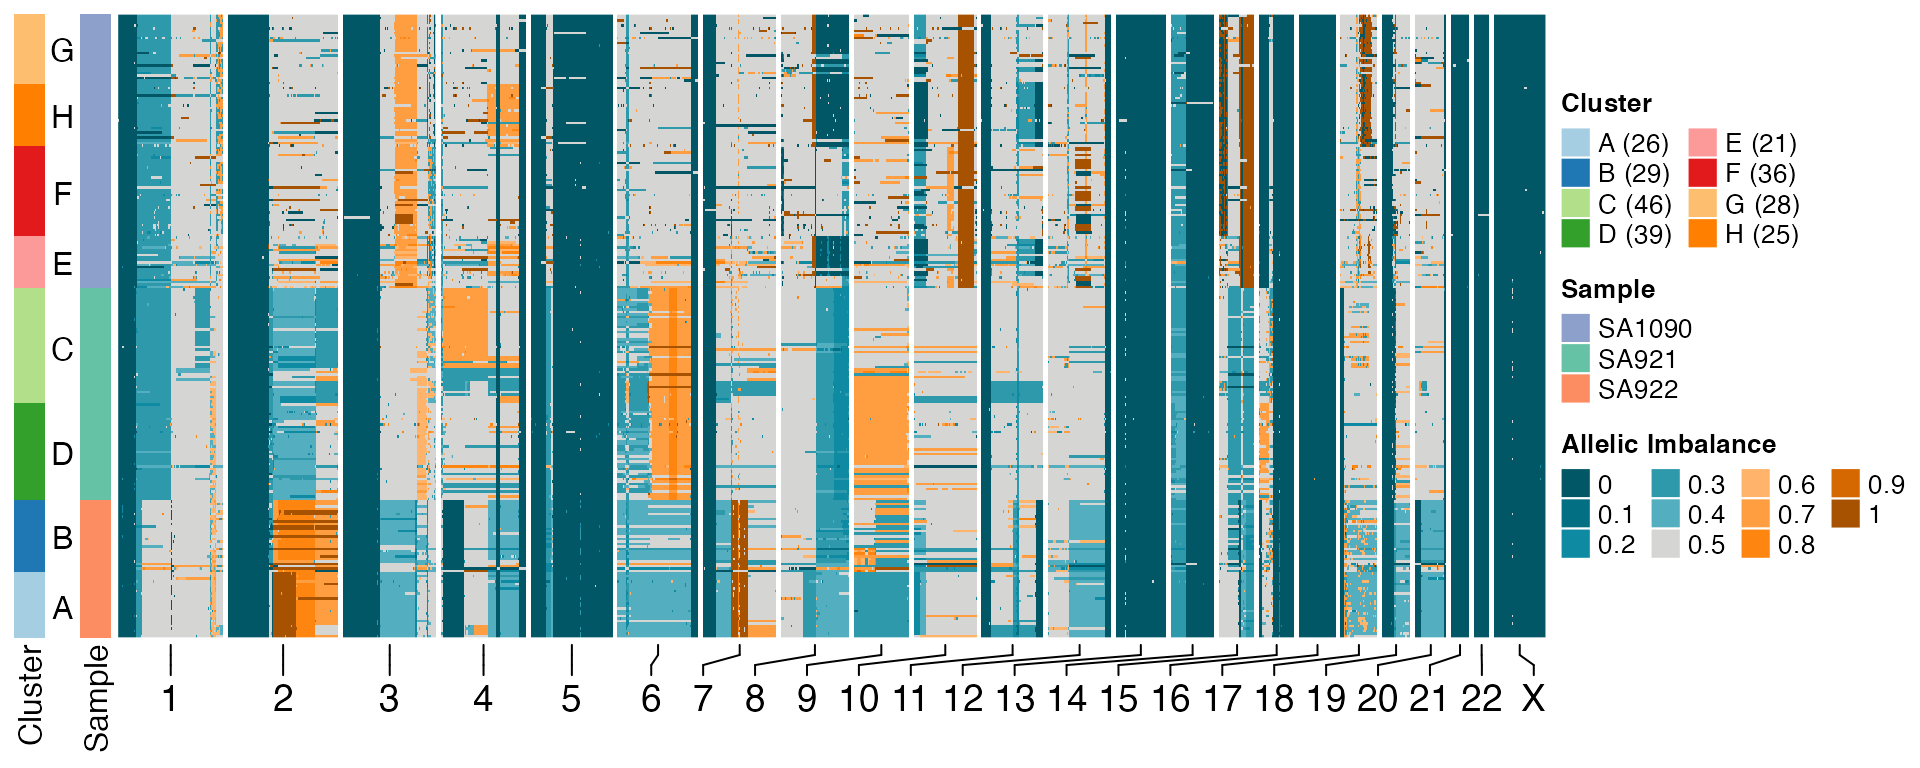 G
H
F
E
C
D
B
A
Cluster
Sample
1 2 3 4 5 6 7 8 9 10 11 12 13 14 15 16 17 18 19 20 21 22 X
Cluster
A (26) E (21)
B (29) F (36)
C (46) G (28)
D (39) H (25)
Sample
SA1090
SA921
SA922
Allelic Imbalance
0 0.3 0.6 0.9
0.1 0.4 0.7 1
0.2 0.5 0.8